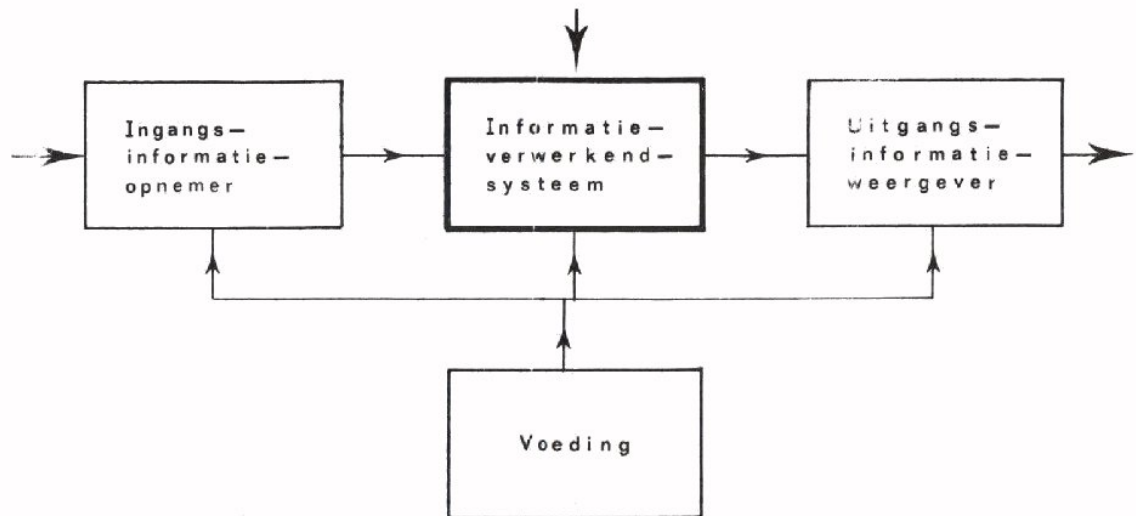 Ingangs—
informatie—
opnemer
Informatie—
verwerkend—
systeem
Uitgangs—
informatie—
weergever
Voeding